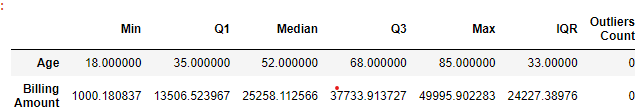 :
Min Q1 Median Q3 Max IQR Outliers Count
Age 18.000000 35.000000 52.000000 68.000000 85.000000 33.00000 0
Billing Amount 1000.180837 13506.523967 25258.112566 37733.913727 49995.902283 24227.38976 0